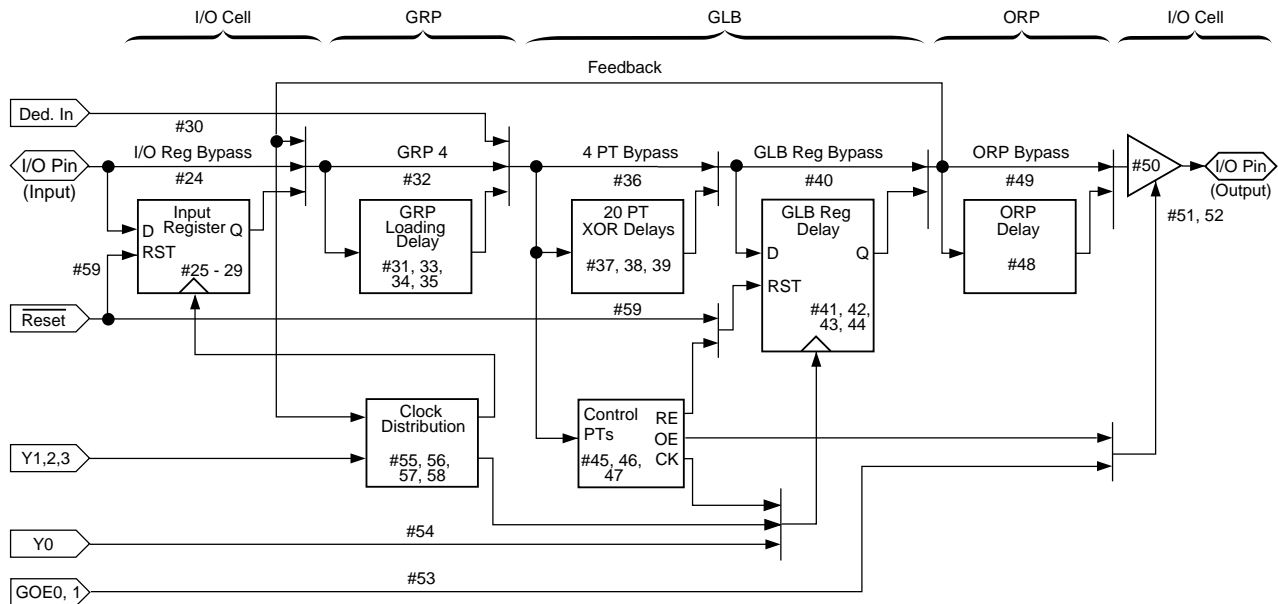 I/O Cell
GRP
GLB
ORP
I/O Cell
Feedback
Ded. In
#30
I/O Pin
(Input)
I/O Reg Bypass
#24
GRP 4
#32
4 PT Bypass
#36
GLB Reg Bypass
#40
ORP Bypass
#49
#50
I/O Pin
(Output)
#51, 52
Input
Register
D
Q
RST
#25 - 29
#59
GRP
Loading
Delay
#31, 33,
34, 35
20 PT
XOR Delays
#37, 38, 39
GLB Reg
Delay
D
Q
RST
#41, 42,
43, 44
ORP
Delay
#48
Reset
#59
Clock
Distribution
#55, 56,
57, 58
Control
PTs
RE
OE
CK
#45, 46,
47
Y1,2,3
Y0
#54
GOE0, 1
#53